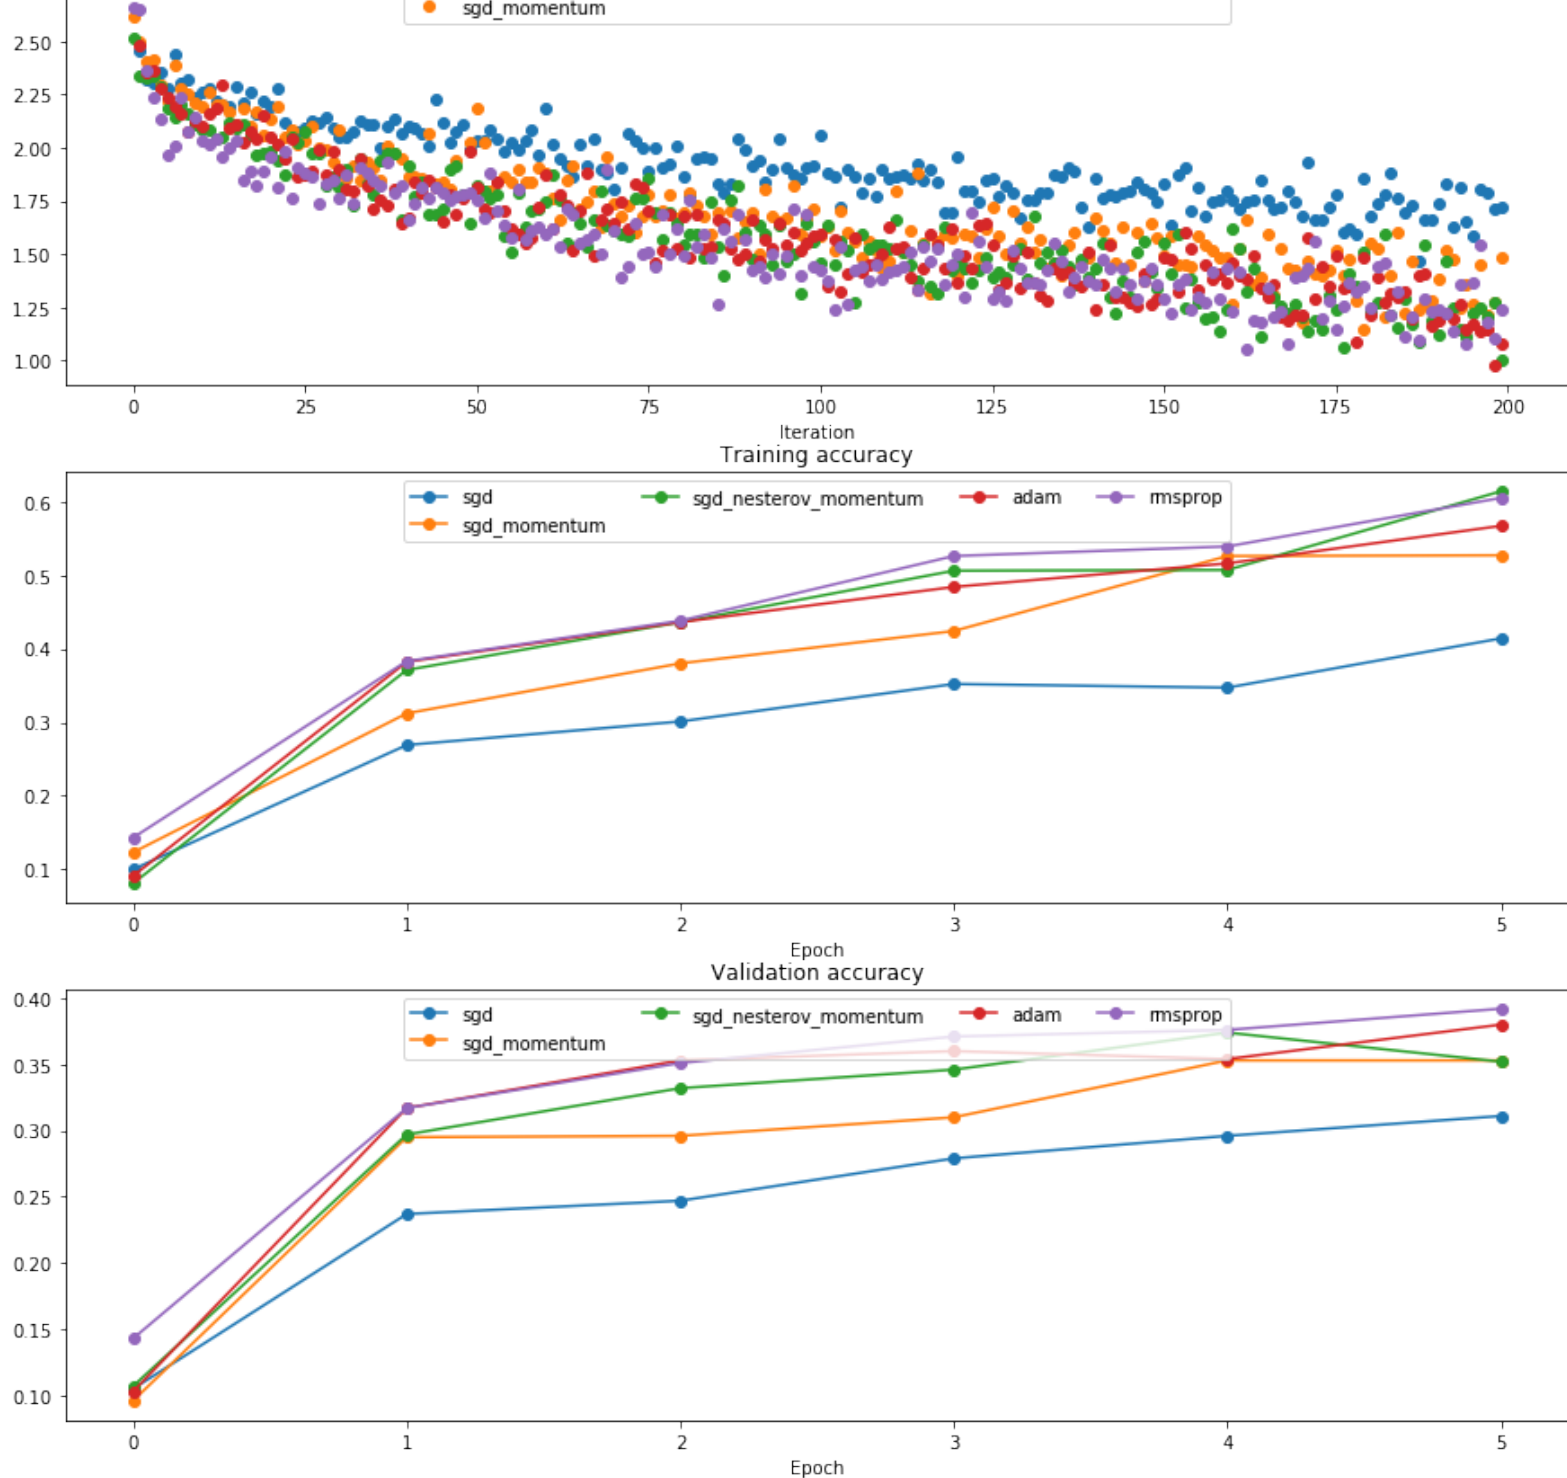 sgd_momentum
2.50
2.25
2.00
1.75
1.50
1.25
1.00
0 25 50 75 100 125 150 175 200
Iteration
Training accuracy
sgd sgd_nesterov_momentum adam rmsprop
sgd_momentum
0.6
0.5
0.4
0.3
0.2
0.1
0 1 2 3 4 5
Epoch
Validation accuracy
sgd sgd_nesterov_momentum adam rmsprop
sgd_momentum
0.40
0.35
0.30
0.25
0.20
0.15
0.10
0 1 2 3 4 5
Epoch